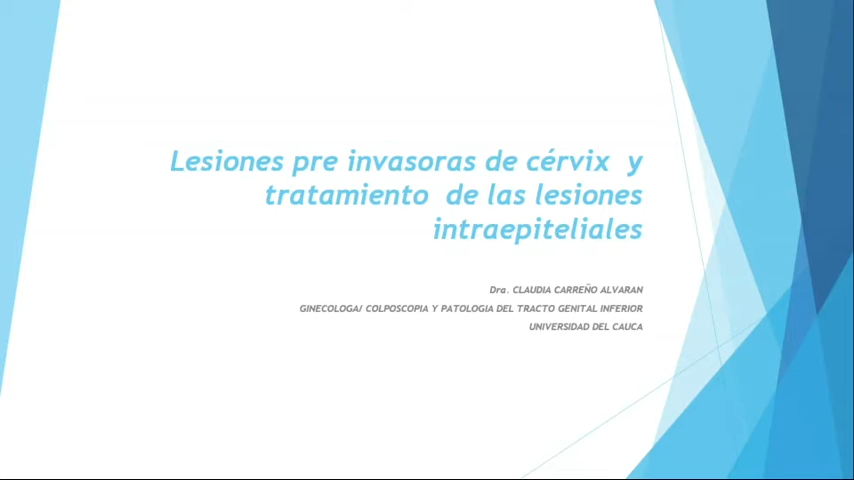 Lesiones pre invasoras de cérvix y
tratamiento de las lesiones
intraepiteliales
Dra. CLAUDIA CARREÑO ALVARAN
GINECOLOGA/ COLPOSCOPIA Y PATOLOGIA DEL TRACTO GENITAL INFERIOR
UNIVERSIDAD DEL CAUCA